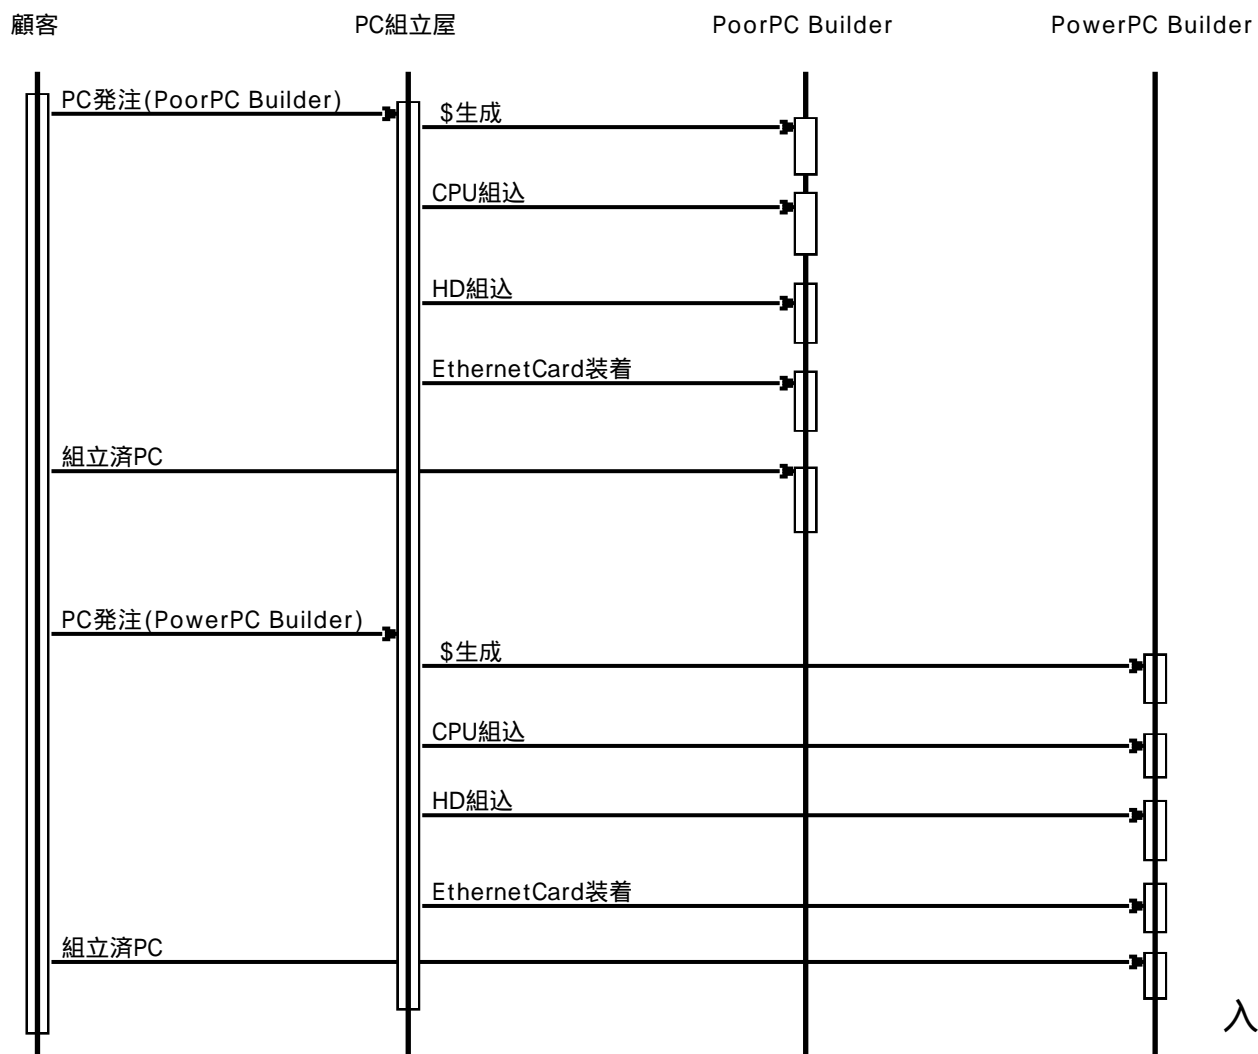 顧客 PC組立屋 PoorPC Builder PowerPC Builder
PC発注(PoorPC Builder)
$生成
CPU組込
HD組込
EthernetCard装着
組立済PC
PC発注(PowerPC Builder)
$生成
CPU組込
HD組込
EthernetCard装着
組立済PC
入